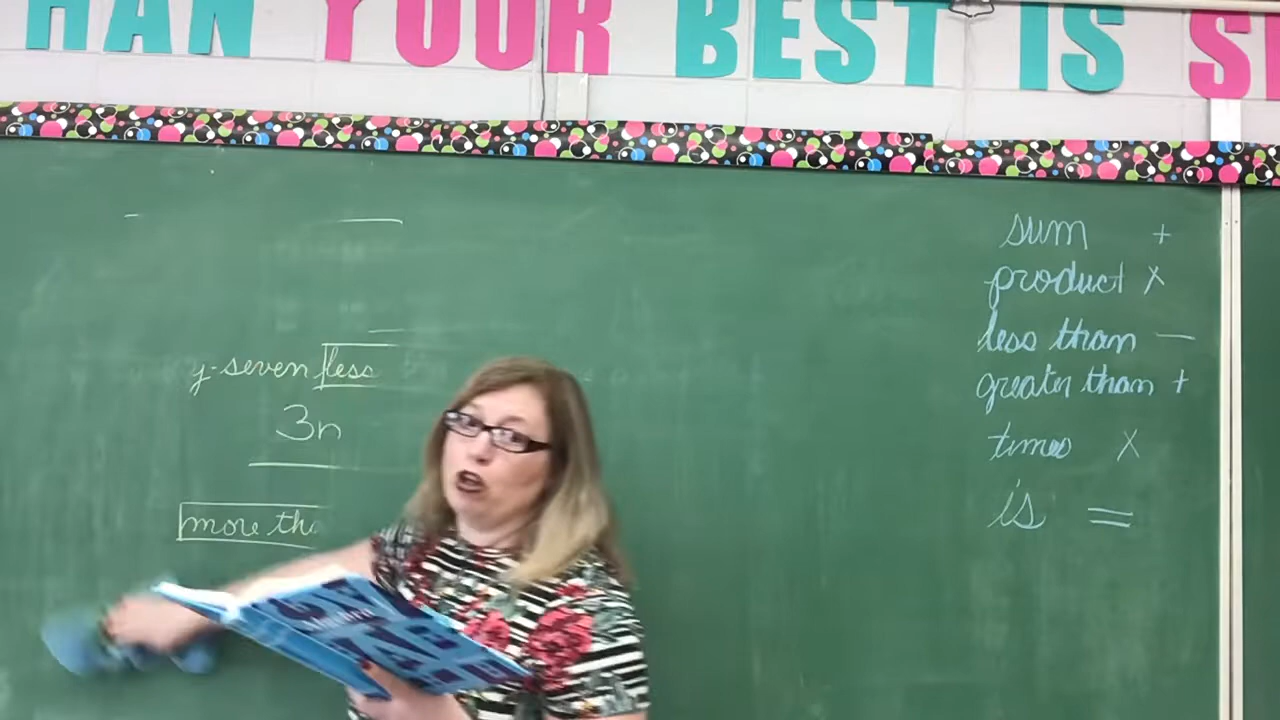 HAN YOUR BEST IS
sum +
product ×
less than —
greater than +
times ×
is =
y-seven less
3n
more th